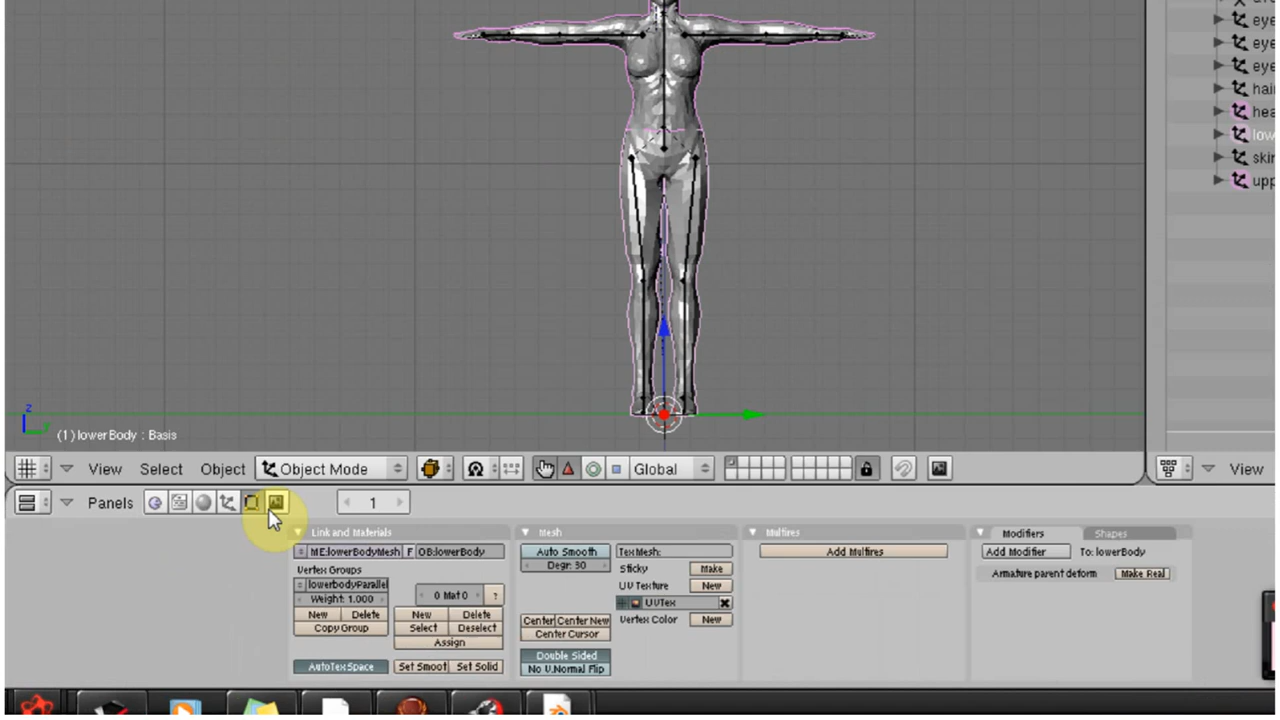 eye
eye
eye
hair
hea
low
skin
upp
z
(1) lowerBody : Basis
View Select Object Object Mode Global View
Panels 1
Link and Materials Mesh Multires Modifiers Shapes
ME:lowerBodyMesh F OB:lowerBody Auto Smooth TexMesh: Add Multires Add Modifier To: lowerBody
Degr: 30 Sticky Make Armature parent deform Make Real
Vertex Groups
lowerbodyParallel UV Texture New
Weight: 1.000 0 Mat 0 ? UVTex
New Delete New Delete Center Center New Vertex Color New
Copy Group Select Deselect Center Cursor
Assign
Double Sided
AutoTexSpace Set Smoot Set Solid No V.Normal Flip